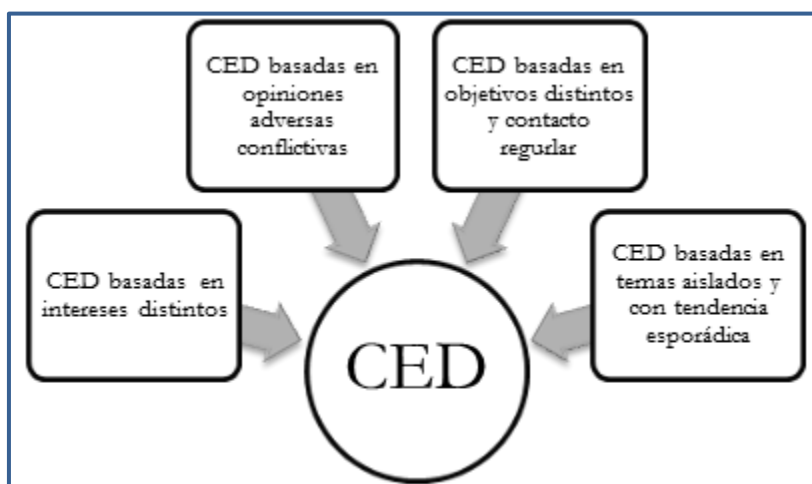 CED basadas en
opiniones
adversas
conflictivas
CED basadas en
objetivos distintos
y contacto
regurlar
CED basadas en
intereses distintos
CED basadas en
temas aislados y
con tendencia
esporádica
CED